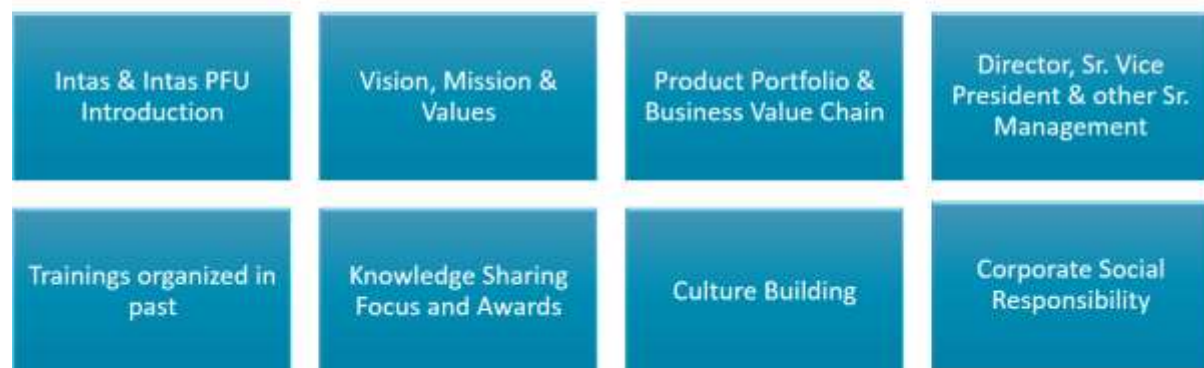 Intas & Intas PFU
Introduction
Vision, Mission &
Values
Product Portfolio &
Business Value Chain
Director, Sr. Vice
President & other Sr.
Management
Trainings organized in
past
Knowledge Sharing
Focus and Awards
Culture Building
Corporate Social
Responsibility